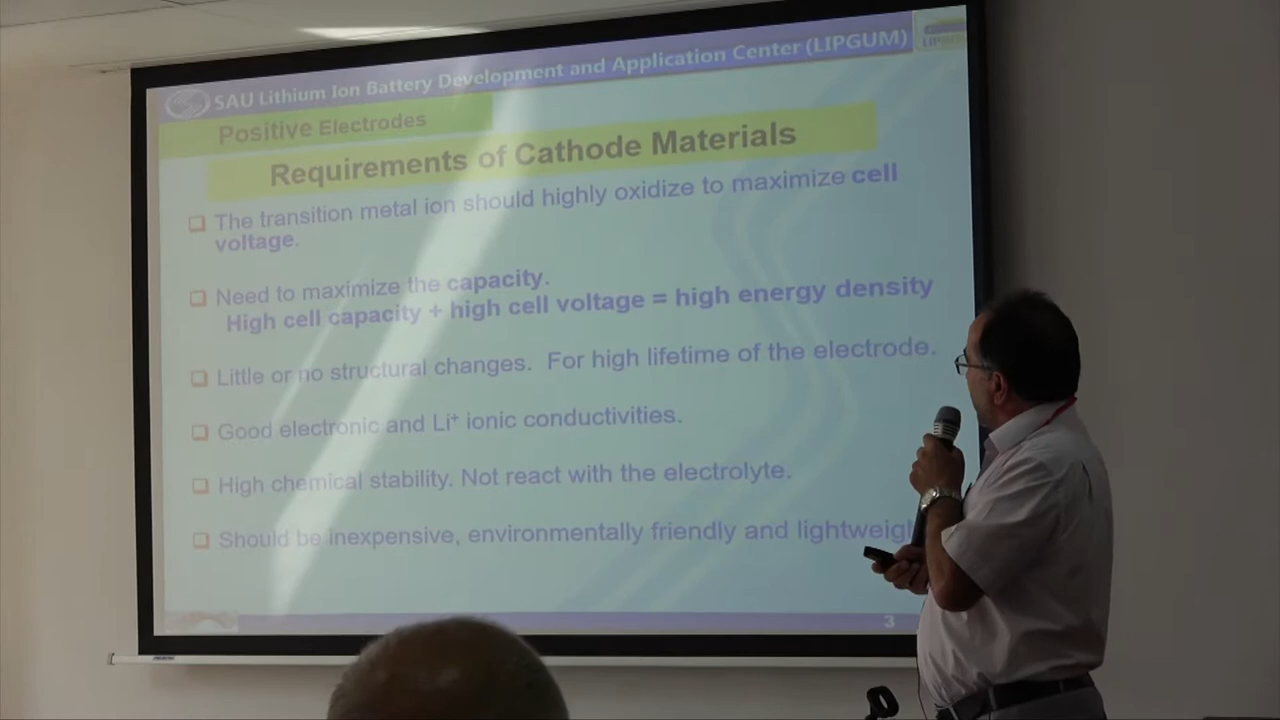 SAU Lithium Ion Battery Development and Application Center (LIPGUM)
Positive Electrodes
Requirements of Cathode Materials
The transition metal ion should highly oxidize to maximize cell
voltage.
Need to maximize the capacity.
High cell capacity + high cell voltage = high energy density
Little or no structural changes. For high lifetime of the electrode.
Good electronic and Li⁺ ionic conductivities.
High chemical stability. Not react with the electrolyte.
Should be inexpensive, environmentally friendly and lightweigh
3